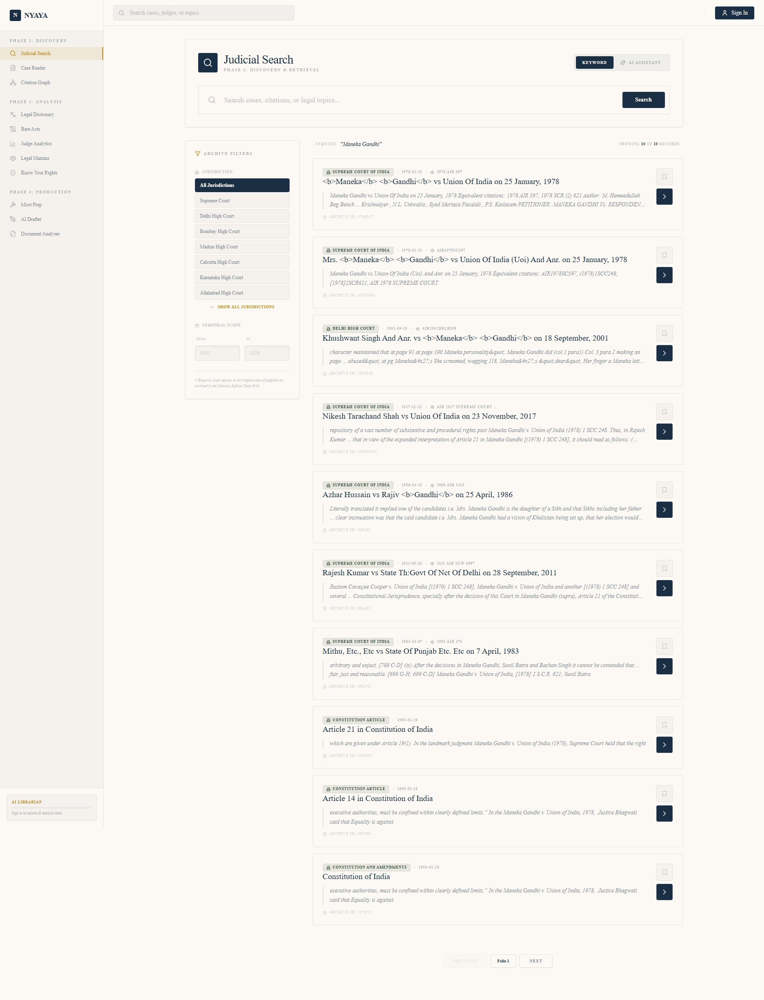 N NYAYA
Search cases, judges, or topics...
Sign In
PHASE 1: DISCOVERY
Judicial Search
Case Reader
Citation Graph
PHASE 2: ANALYSIS
Legal Dictionary
Bare Acts
Judge Analytics
Legal Maxims
Know Your Rights
PHASE 3: PRODUCTION
Moot Prep
AI Drafter
Document Analyser
AI LIBRARIAN
Sign in to unlock AI analysis tools.
Judicial Search
PHASE 1: DISCOVERY & RETRIEVAL
KEYWORD
AI ASSISTANT
Search cases, citations, or legal topics...
Search
ARCHIVE FILTERS
JURISDICTION
All Jurisdictions
Supreme Court
Delhi High Court
Bombay High Court
Madras High Court
Calcutta High Court
Karnataka High Court
Allahabad High Court
SHOW ALL JURISDICTIONS
TEMPORAL SCOPE
FROM TO
1950 2026
* Temporal scope applies to the original date of judgment as
archived in the National Judicial Data Grid.
INQUIRY "Maneka Gandhi"
SHOWING 10 OF 10 RECORDS
SUPREME COURT OF INDIA • 1978-01-25 • 1978 AIR 597
<b>Maneka</b> <b>Gandhi</b> vs Union Of India on 25 January, 1978
Maneka Gandhi vs Union Of India on 25 January, 1978 Equivalent citations: 1978 AIR 597, 1978 SCR (2) 621 Author: M. Hameedullah
Beg Bench ... Krishnaiyer , N.L. Untwalia , Syed Murtaza Fazalali , P.S. Kailasam PETITIONER: MANEKA GANDHI Vs. RESPONDEN...
ARCHIVE ID: 1766147
SUPREME COURT OF INDIA • 1978-01-25 • AIR1978SC597
Mrs. <b>Maneka</b> <b>Gandhi</b> vs Union Of India (Uoi) And Anr. on 25 January, 1978
Maneka Gandhi vs Union Of India (Uoi) And Anr. on 25 January, 1978 Equivalent citations: AIR1978SC597, (1978)1SCC248,
[1978]2SCR621, AIR 1978 SUPREME COURT
ARCHIVE ID: 43475503
DELHI HIGH COURT • 2001-09-18 • AIR2002DELHI58
Khushwant Singh And Anr. vs <b>Maneka</b> <b>Gandhi</b> on 18 September, 2001
character maintained that at page 91 at page 100 Maneka personality&quot; Maneka Gandhi did (col.1 para1) Col. 3 para 2 making an
page ... abused&quot; at pg Maneka&#x27;s She screamed, wagging 118, Maneka&#x27;s &quot;dear&quot; Her finger a Maneka lett...
ARCHIVE ID: 1203848
SUPREME COURT OF INDIA • 2017-11-23 • AIR 2017 SUPREME COURT ...
Nikesh Tarachand Shah vs Union Of India on 23 November, 2017
repository of a vast number of substantive and procedural rights post Maneka Gandhi v. Union of India (1978) 1 SCC 248. Thus, in Rajesh
Kumar ... that in view of the expanded interpretation of Article 21 in Maneka Gandhi [(1978) 1 SCC 248], it should read as follows: (...
ARCHIVE ID: 117859307
SUPREME COURT OF INDIA • 1986-04-25 • 1986 AIR 1253
Azhar Hussain vs Rajiv <b>Gandhi</b> on 25 April, 1986
Literally translated it implied one of the candidates i.e. Mrs. Maneka Gandhi is the daughter of a Sikh and that Sikhs including her father
... clear insinuation was that the said candidate i.e. Mrs. Maneka Gandhi had a vision of Khalistan being set up, that her election would...
ARCHIVE ID: 839466
SUPREME COURT OF INDIA • 2011-09-28 • 2011 AIR SCW 5997
Rajesh Kumar vs State Th:Govt Of Nct Of Delhi on 28 September, 2011
Rustom Cavasjee Cooper v. Union of India [(1970) 1 SCC 248], Maneka Gandhi v. Union of India and another [(1978) 1 SCC 248] and
several ... Constitutional Jurisprudence, specially after the decision of this Court in Maneka Gandhi (supra), Article 21 of the Constituti...
ARCHIVE ID: 883482
SUPREME COURT OF INDIA • 1983-04-07 • 1983 AIR 473
Mithu, Etc., Etc vs State Of Punjab Etc. Etc on 7 April, 1983
arbitrary and unjust. [708 C-D] (ix) After the decisions in Maneka Gandhi, Sunil Batra and Bachan Singh it cannot be contended that ...
fair, just and reasonable. [698 G-H; 699 C-D] Maneka Gandhi v. Union of India, [1978] 2 S.C.R. 621; Sunil Batra
ARCHIVE ID: 590378
CONSTITUTION ARTICLE • 1950-01-26
Article 21 in Constitution of India
which are given under Article 19(1). In the landmark judgment Maneka Gandhi v. Union of India (1978), Supreme Court held that the right
ARCHIVE ID: 1199182
CONSTITUTION ARTICLE • 1950-01-26
Article 14 in Constitution of India
executive authorities, must be confined within clearly defined limits.” In the Maneka Gandhi v. Union of India, 1978, Justice Bhagwati
said that Equality is against
ARCHIVE ID: 367586
CONSTITUTION AND AMENDMENTS • 1950-01-26
Constitution of India
executive authorities, must be confined within clearly defined limits.” In the Maneka Gandhi v. Union of India, 1978, Justice Bhagwati
said that Equality is against
ARCHIVE ID: 237570
PREVIOUS
Folio 1
NEXT